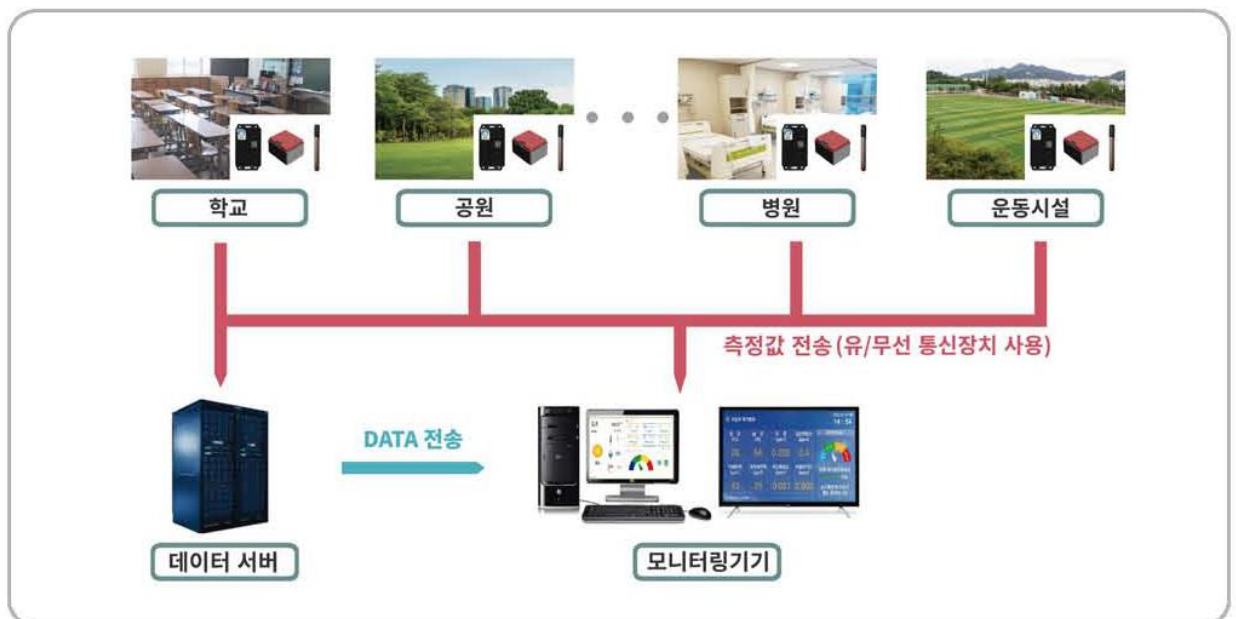 학교
공원
병원
운동시설
측정값 전송(유/무선 통신장치 사용)
DATA 전송
데이터 서버
모니터링기기